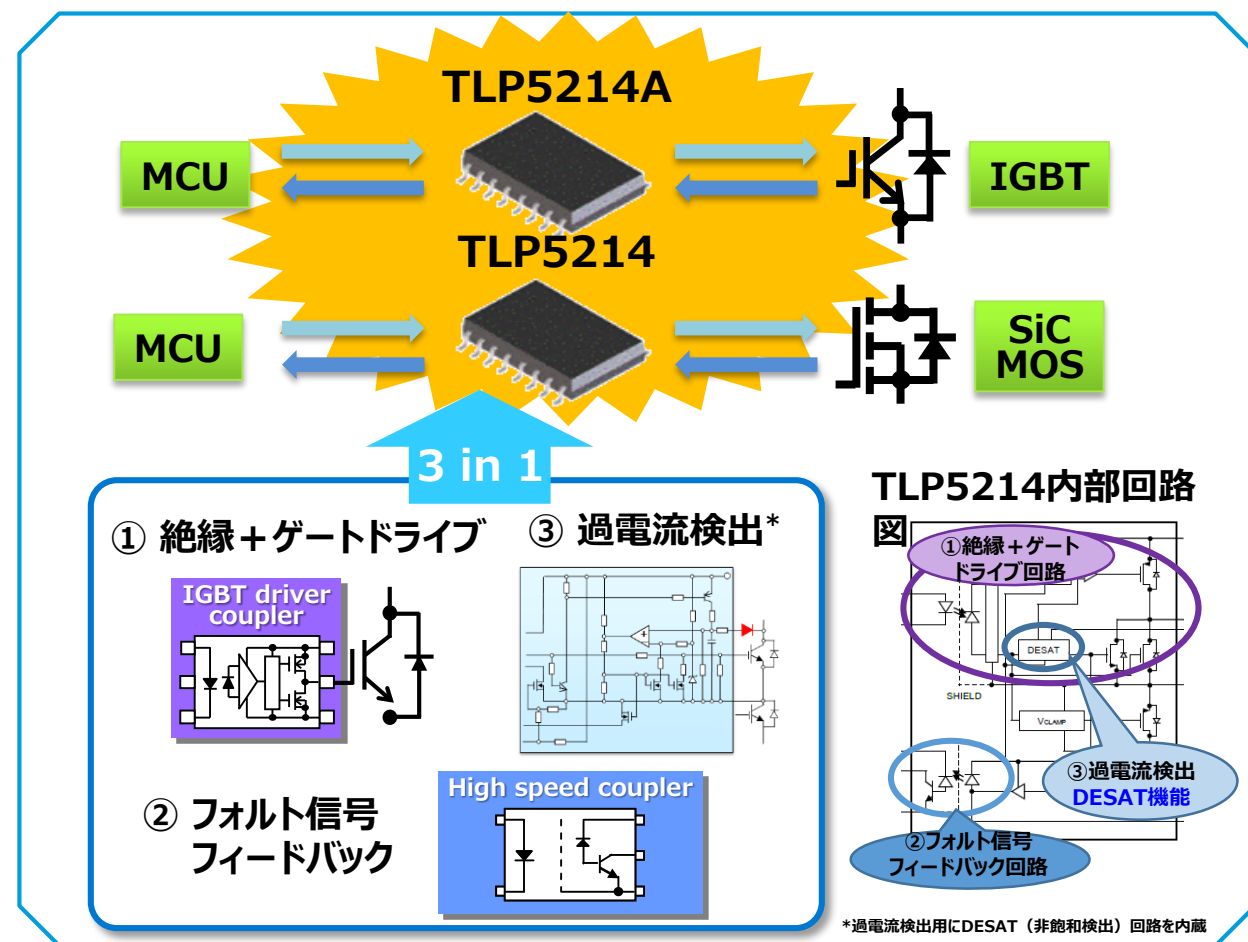 TLP5214A
MCU
IGBT
TLP5214
MCU
SiC
MOS
3 in 1
① 絶縁＋ゲートドライブ
③ 過電流検出*
IGBT driver
coupler
② フォルト信号
フィードバック
High speed coupler
TLP5214内部回路
図
①絶縁＋ゲート
ドライブ回路
DESAT
SHIELD
VCLAMP
③過電流検出
DESAT機能
②フォルト信号
フィードバック回路
*過電流検出用にDESAT（非飽和検出）回路を内蔵